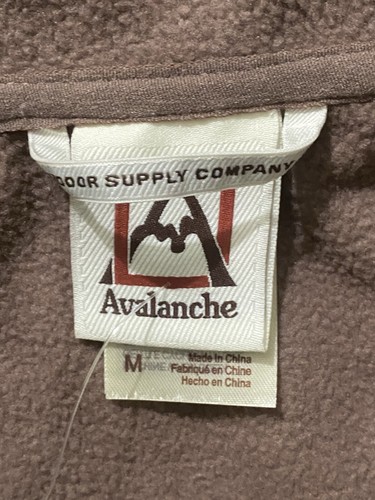 DOOR SUPPLY COMPANY
Avalanche
M Made in China
Fabriqué en Chine
Hecho en China